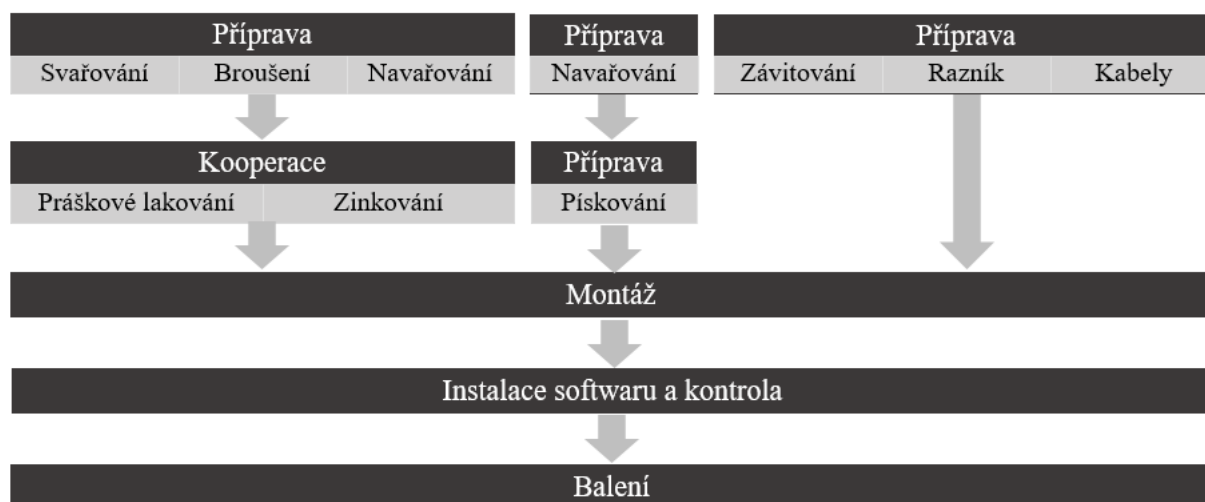 Příprava Příprava Příprava
Svařování Broušení Navařování Navařování Závitování Razník Kabely
Kooperace Příprava
Práškové lakování Zinkování Pískování
Montáž
Instalace softwaru a kontrola
Balení